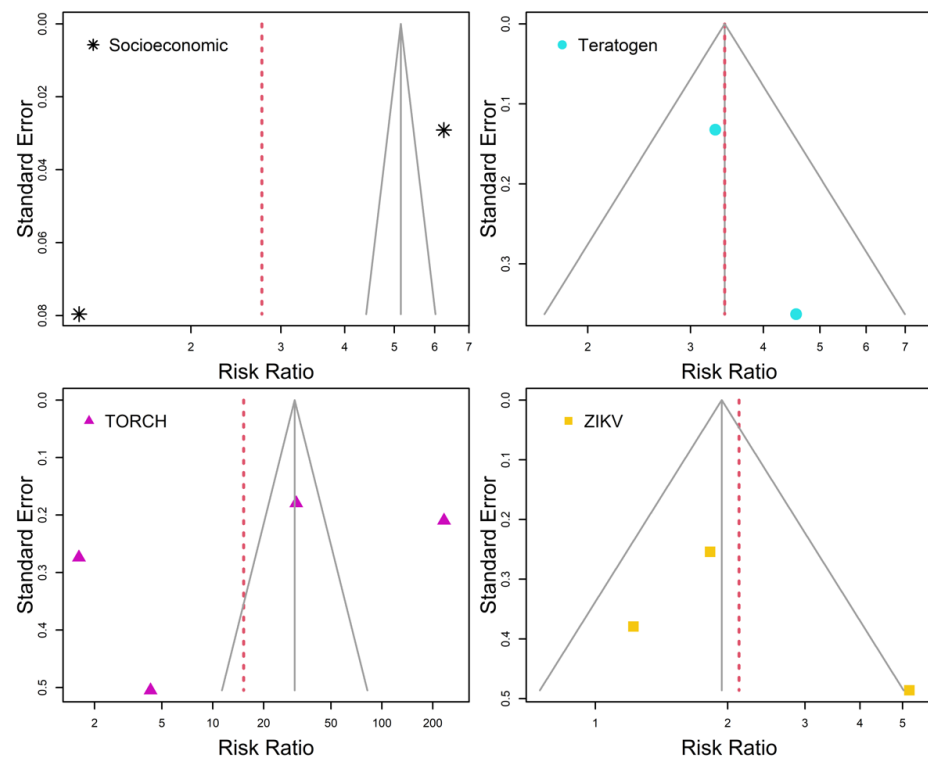 Socioeconomic
Standard Error
0.00
0.02
0.04
0.06
0.08
2 3 4 5 6 7
Risk Ratio
Teratogen
Standard Error
0.1
0.2
0.3
2 3 4 5 6 7
Risk Ratio
TORCH
Standard Error
0.0
0.1
0.2
0.3
0.4
0.5
2 5 10 20 50 100 200
Risk Ratio
ZIKV
Standard Error
0.0
0.1
0.2
0.3
0.4
0.5
1 2 3 4 5
Risk Ratio